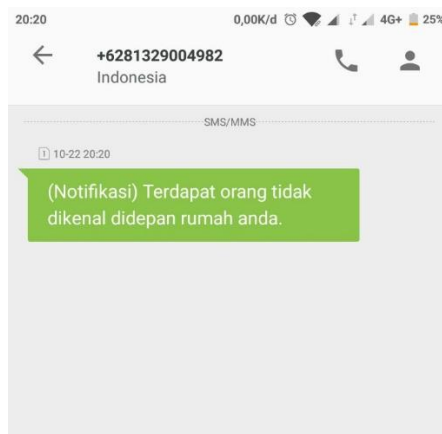 20:20 0,00K/d 4G+ 25%
+6281329004982
Indonesia
SMS/MMS
1 10-22 20:20
(Notifikasi) Terdapat orang tidak
dikenal didepan rumah anda.